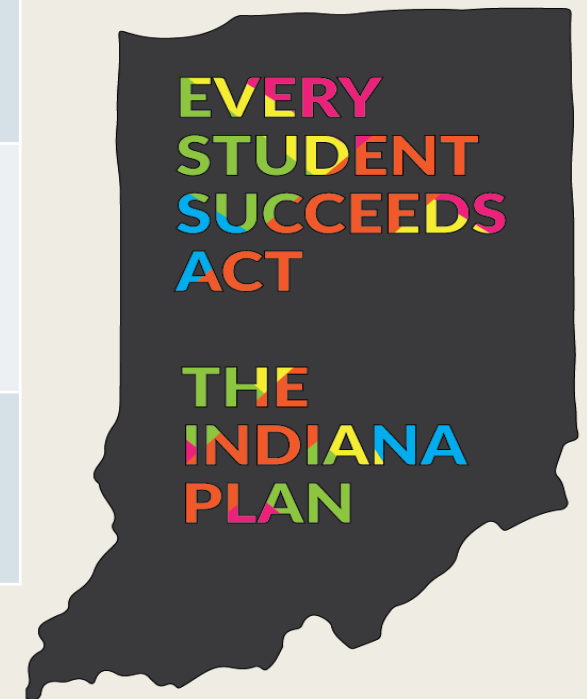 EVERY
STUDENT
SUCCEEDS
ACT
THE
INDIANA
PLAN